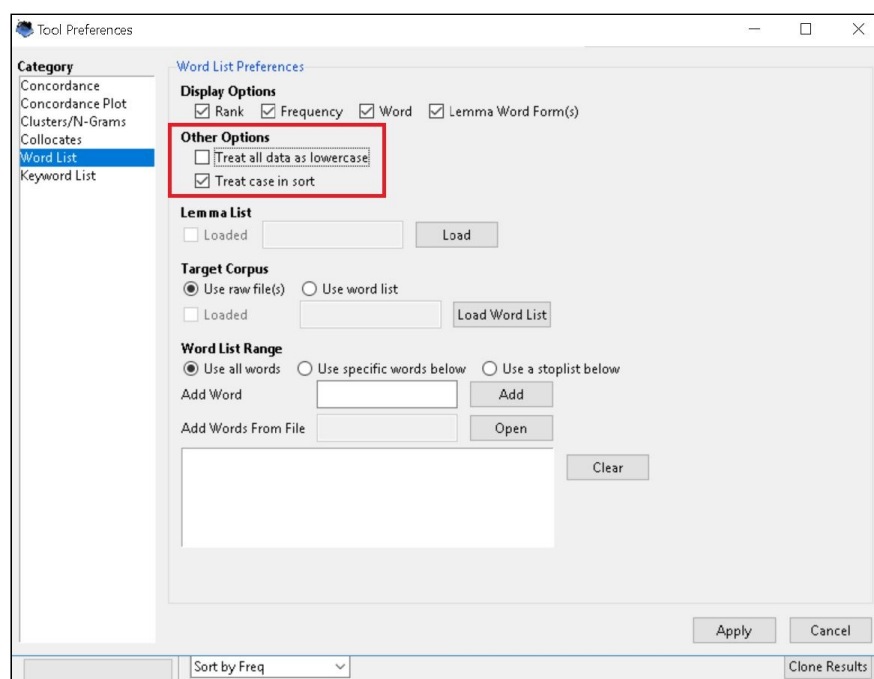 Tool Preferences
Category
Concordance
Concordance Plot
Clusters/N-Grams
Collocates
Word List
Keyword List
Word List Preferences
Display Options
Rank Frequency Word Lemma Word Form(s)
Other Options
Treat all data as lowercase
Treat case in sort
Lemma List
Loaded Load
Target Corpus
Use raw file(s) Use word list
Loaded Load Word List
Word List Range
Use all words Use specific words below Use a stoplist below
Add Word Add
Add Words From File Open
Clear
Apply Cancel
Sort by Freq Clone Results